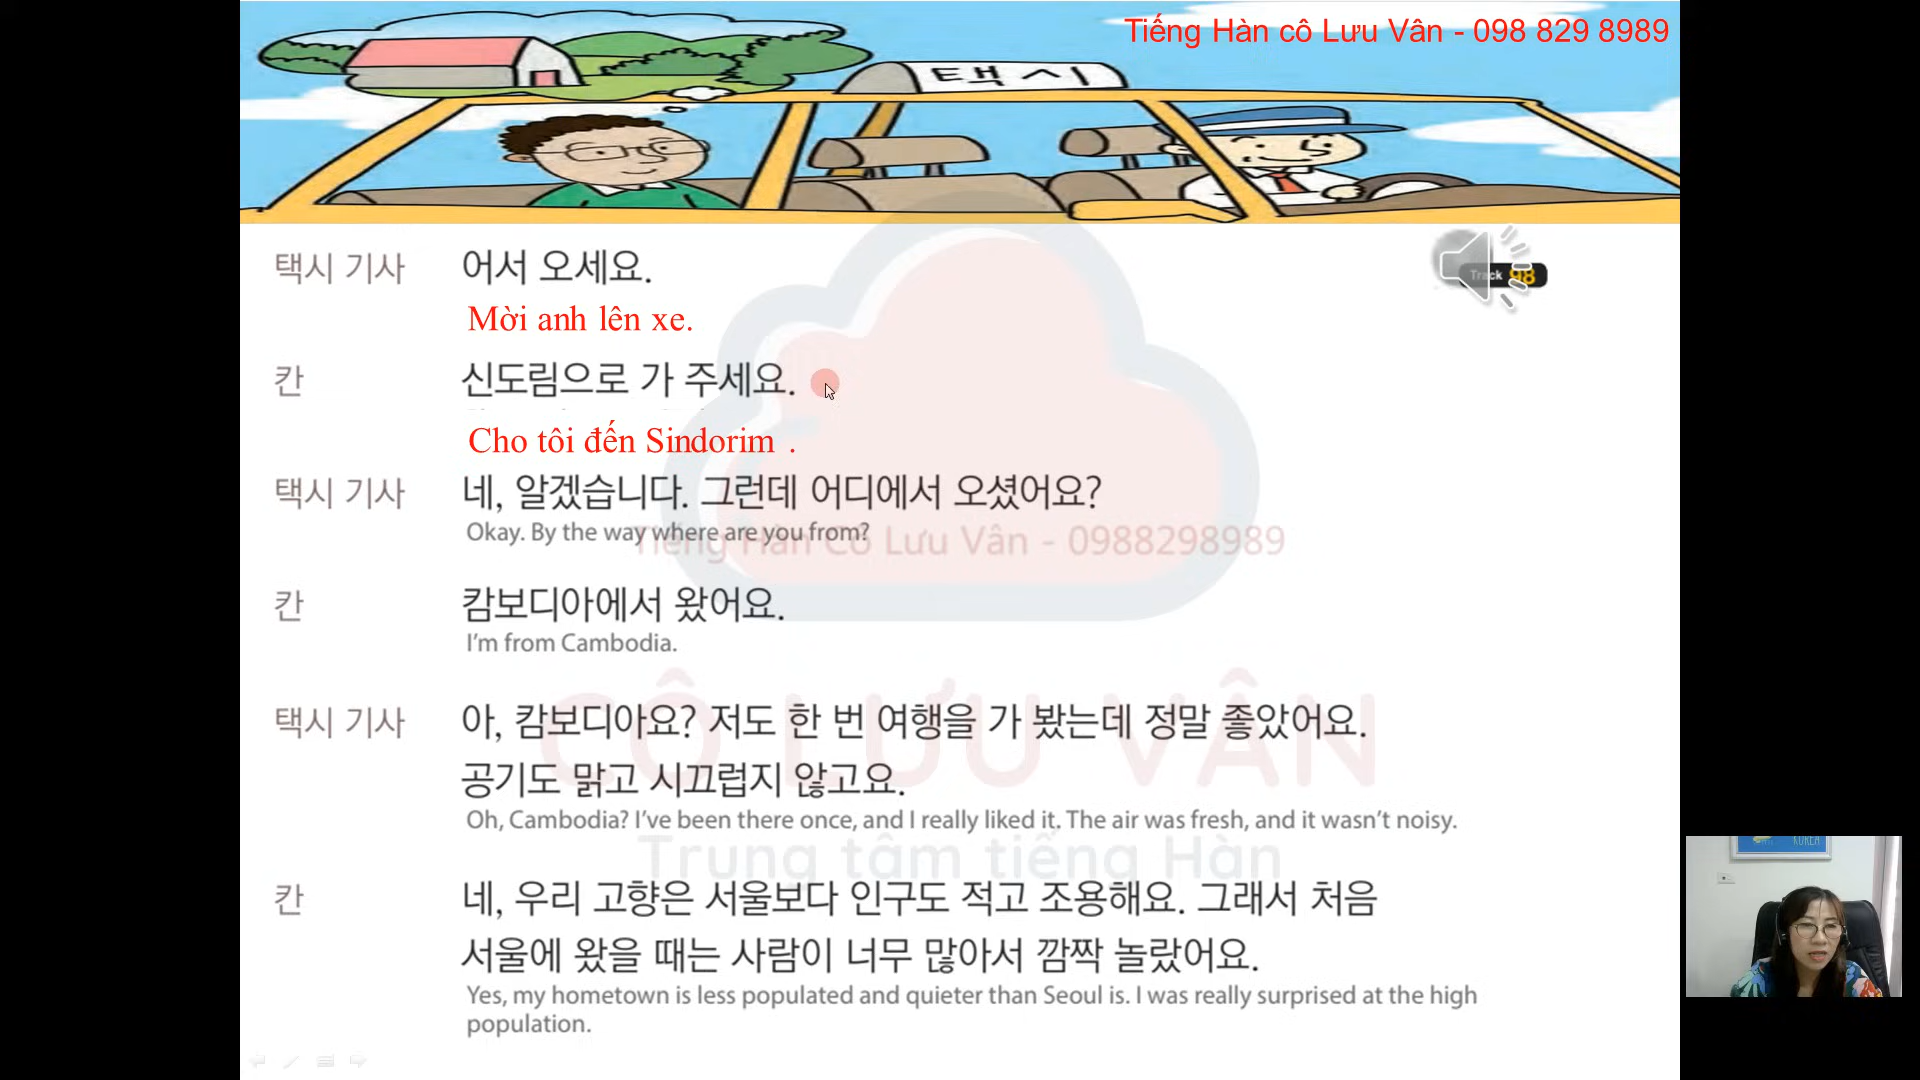 Tiếng Hàn cô Lưu Vân - 098 829 8989
택시
택시 기사 어서 오세요.
Track 98
Mời anh lên xe.
칸 신도림으로 가 주세요.
Cho tôi đến Sindorim .
택시 기사 네, 알겠습니다. 그런데 어디에서 오셨어요?
Okay. By the way where are you from?
Tiếng Hàn Cô Lưu Vân - 0988298989
칸 캄보디아에서 왔어요.
I'm from Cambodia.
택시 기사 아, 캄보디아요? 저도 한 번 여행을 가 봤는데 정말 좋았어요.
CÔ LƯU VÂN
공기도 맑고 시끄럽지 않고요.
Oh, Cambodia? I've been there once, and I really liked it. The air was fresh, and it wasn't noisy.
Trung tâm tiếng Hàn
칸 네, 우리 고향은 서울보다 인구도 적고 조용해요. 그래서 처음
서울에 왔을 때는 사람이 너무 많아서 깜짝 놀랐어요.
Yes, my hometown is less populated and quieter than Seoul is. I was really surprised at the high
population.
KOREA